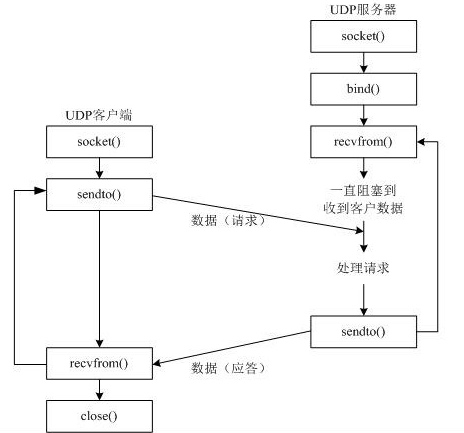 UDP服务器
socket()
bind()
UDP客户端
socket()
recvfrom()
sendto()
一直阻塞到
收到客户数据
数据（请求）
处理请求
sendto()
recvfrom()
数据（应答）
close()